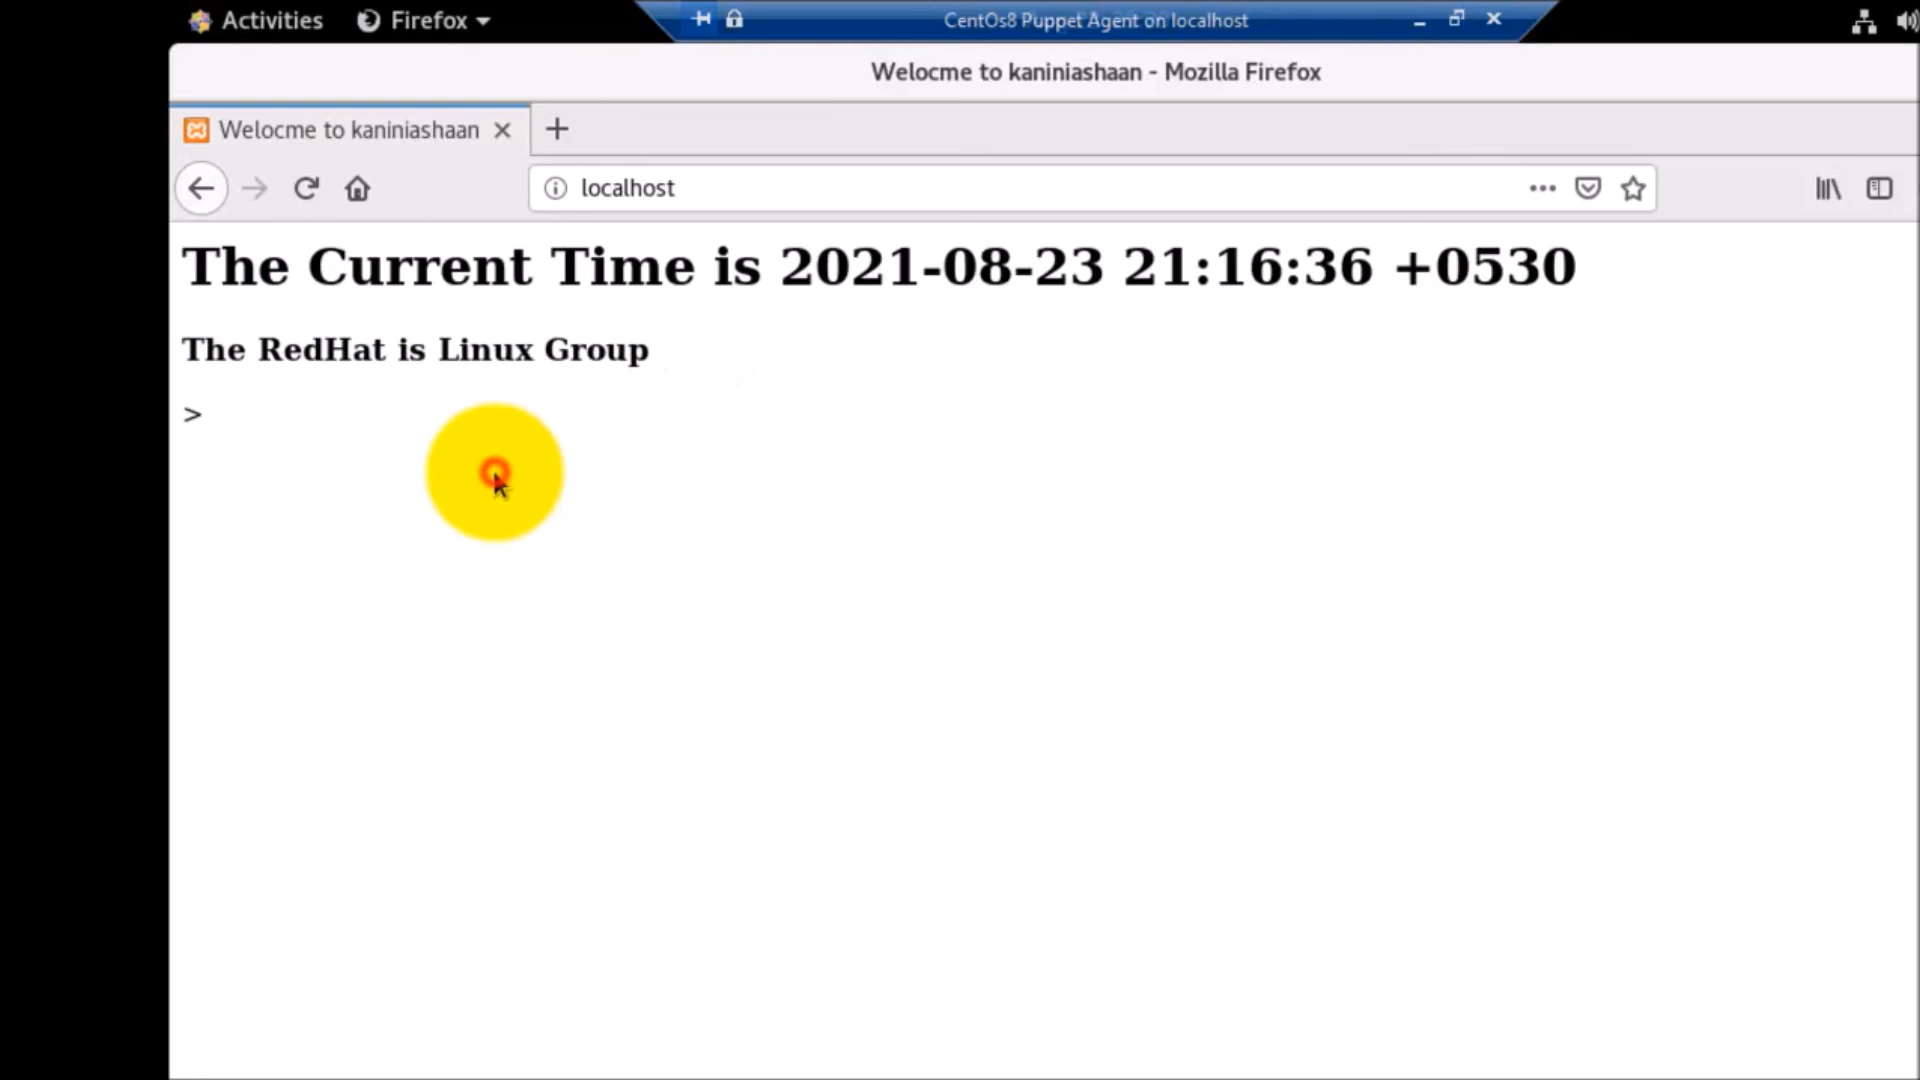 Activities Firefox CentOs8 Puppet Agent on localhost
Welocme to kaniniashaan - Mozilla Firefox
Welocme to kaniniashaan
localhost
The Current Time is 2021-08-23 21:16:36 +0530
The RedHat is Linux Group
>